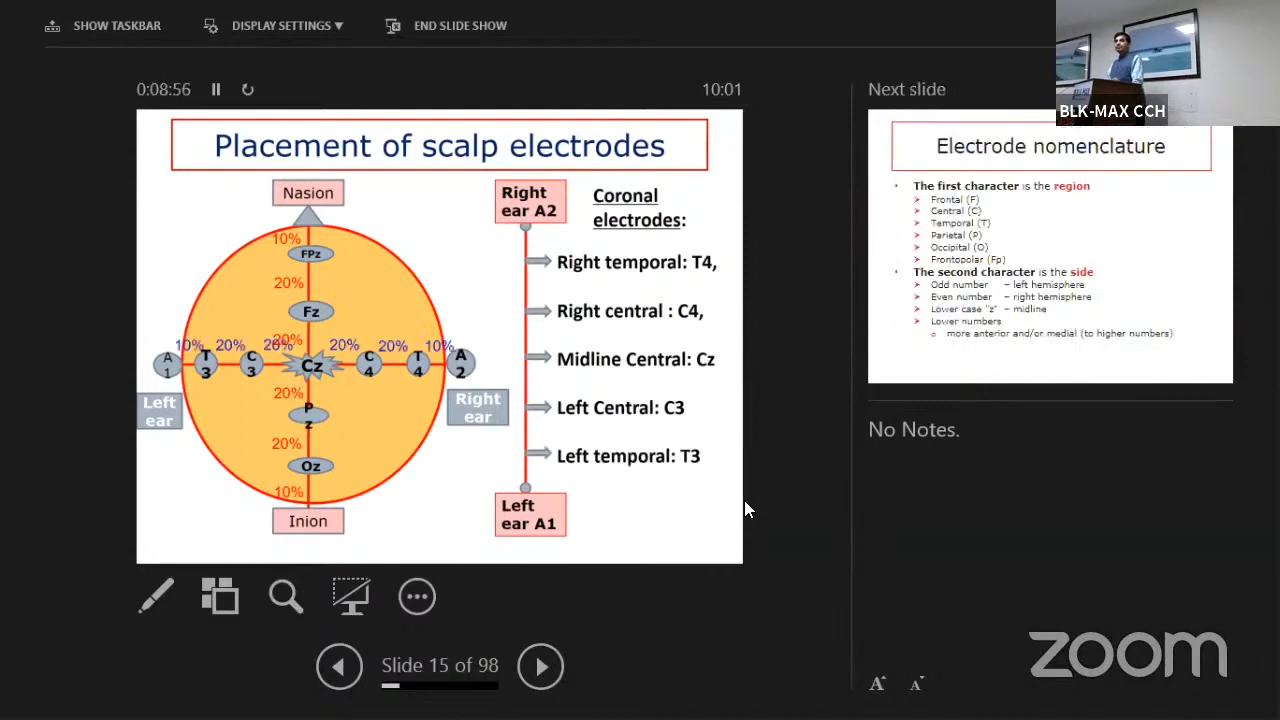 SHOW TASKBAR
DISPLAY SETTINGS ▼
END SLIDE SHOW
0:08:56
10:01
Placement of scalp electrodes
Nasion
10%
FPz
20%
Fz
20%
10%
20%
20%
20%
20%
10%
A
1
T
3
C
3
Cz
C
4
T
4
A
2
Left
ear
Right
ear
20%
P
z
20%
Oz
10%
Inion
Right
ear A2
Coronal
electrodes:
Right temporal: T4,
Right central : C4,
Midline Central: Cz
Left Central: C3
Left temporal: T3
Left
ear A1
Slide 15 of 98
Next slide
BLK-MAX CCH
Electrode nomenclature
The first character is the region
Frontal (F)
Central (C)
Temporal (T)
Parietal (P)
Occipital (O)
Frontopolar (Fp)
The second character is the side
Odd number – left hemisphere
Even number – right hemisphere
Lower case "z" – midline
Lower numbers
more anterior and/or medial (to higher numbers)
No Notes.
zoom
A A